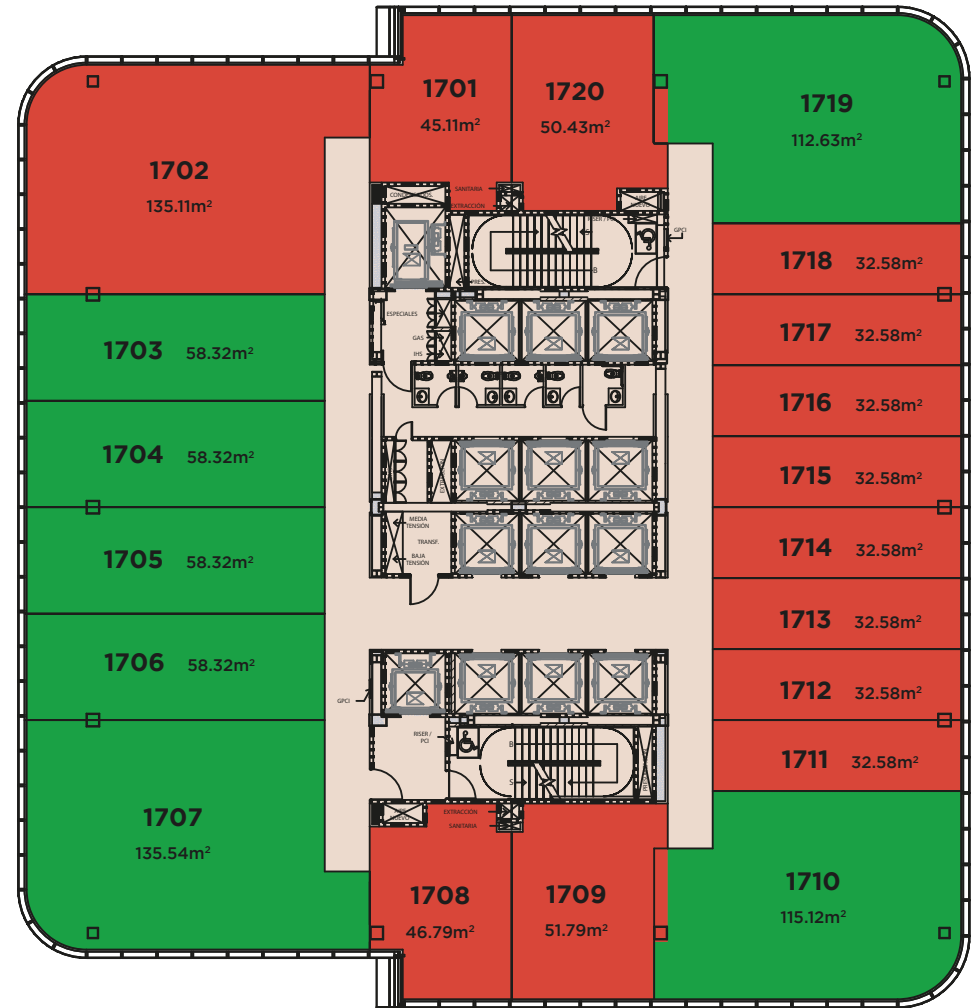 1701
45.11m²
1720
50.43m²
1719
112.63m²
1702
135.11m²
SANITARIA
EXTRACCIÓN
RISER / PCI
GPCI
S
B
PRES.
1718 32.58m²
ESPECIALES
GAS
IHS
1703 58.32m²
1717 32.58m²
1716 32.58m²
1704 58.32m²
1715 32.58m²
MEDIA
TENSIÓN
TRANSF.
BAJA
TENSIÓN
1705 58.32m²
1714 32.58m²
1713 32.58m²
1706 58.32m²
1712 32.58m²
GPCI
RISER /
PCI
B
S
1711 32.58m²
1707
135.54m²
EXTRACCIÓN
SANITARIA
1708
46.79m²
1709
51.79m²
1710
115.12m²